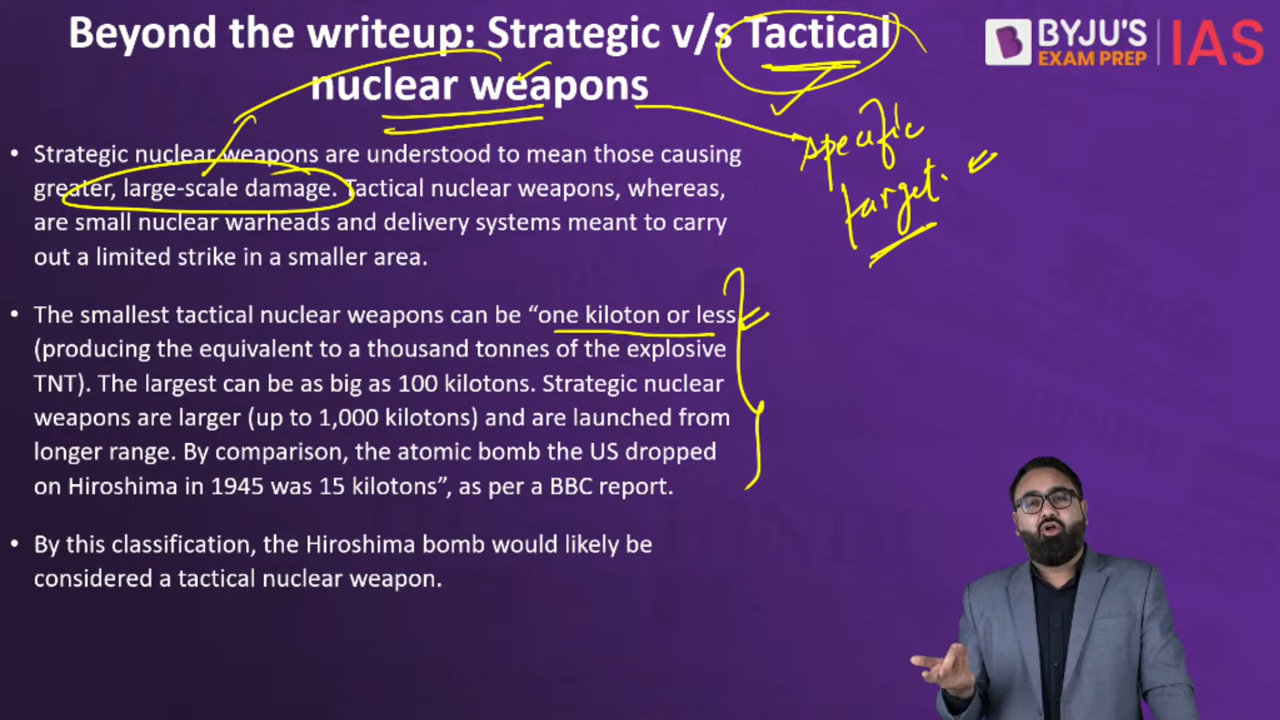 Beyond the writeup: Strategic v/s Tactical
nuclear weapons
BYJU'S
EXAM PREP
IAS
specific
target.
• Strategic nuclear weapons are understood to mean those causing
greater, large-scale damage. Tactical nuclear weapons, whereas,
are small nuclear warheads and delivery systems meant to carry
out a limited strike in a smaller area.
• The smallest tactical nuclear weapons can be “one kiloton or less
(producing the equivalent to a thousand tonnes of the explosive
TNT). The largest can be as big as 100 kilotons. Strategic nuclear
weapons are larger (up to 1,000 kilotons) and are launched from
longer range. By comparison, the atomic bomb the US dropped
on Hiroshima in 1945 was 15 kilotons”, as per a BBC report.
• By this classification, the Hiroshima bomb would likely be
considered a tactical nuclear weapon.